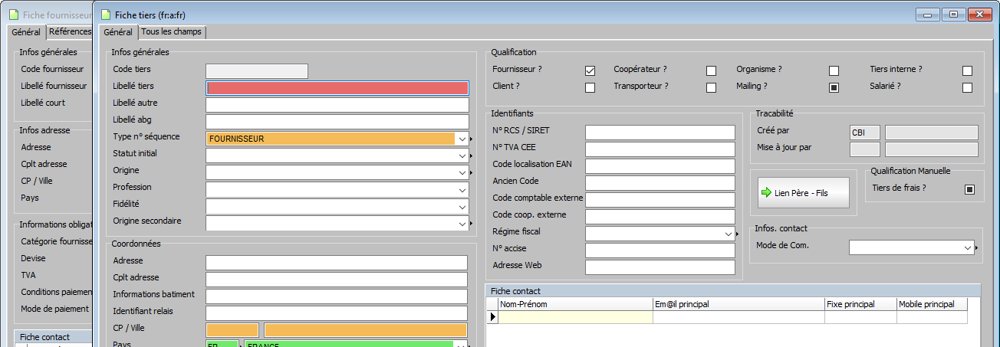 Fiche fournisseur
Général
Références
Infos générales
Code fournisseur
Libellé fournisseur
Libellé court
Infos adresse
Adresse
Cplt adresse
CP / Ville
Pays
Informations obligat
Catégorie fournisse
Devise
TVA
Conditions paiemen
Mode de paiement
Fiche contact
Fiche tiers (fr:a:fr)
Général
Tous les champs
Infos générales
Code tiers
Libellé tiers
Libellé autre
Libellé abg
Type n° séquence
FOURNISSEUR
Statut initial
Origine
Profession
Fidélité
Origine secondaire
Coordonnées
Adresse
Cplt adresse
Informations batiment
Identifiant relais
CP / Ville
Pays
FR
FRANCE
Qualification
Fournisseur ?
Coopérateur ?
Organisme ?
Tiers interne ?
Client ?
Transporteur ?
Mailing ?
Salarié ?
Identifiants
N° RCS / SIRET
N° TVA CEE
Code localisation EAN
Ancien Code
Code comptable externe
Code coop. externe
Régime fiscal
N° accise
Adresse Web
Tracabilité
Créé par
CBI
Mise à jour par
Lien Père - Fils
Qualification Manuelle
Tiers de frais ?
Infos. contact
Mode de Com.
Fiche contact
Nom-Prénom
Em@il principal
Fixe principal
Mobile principal